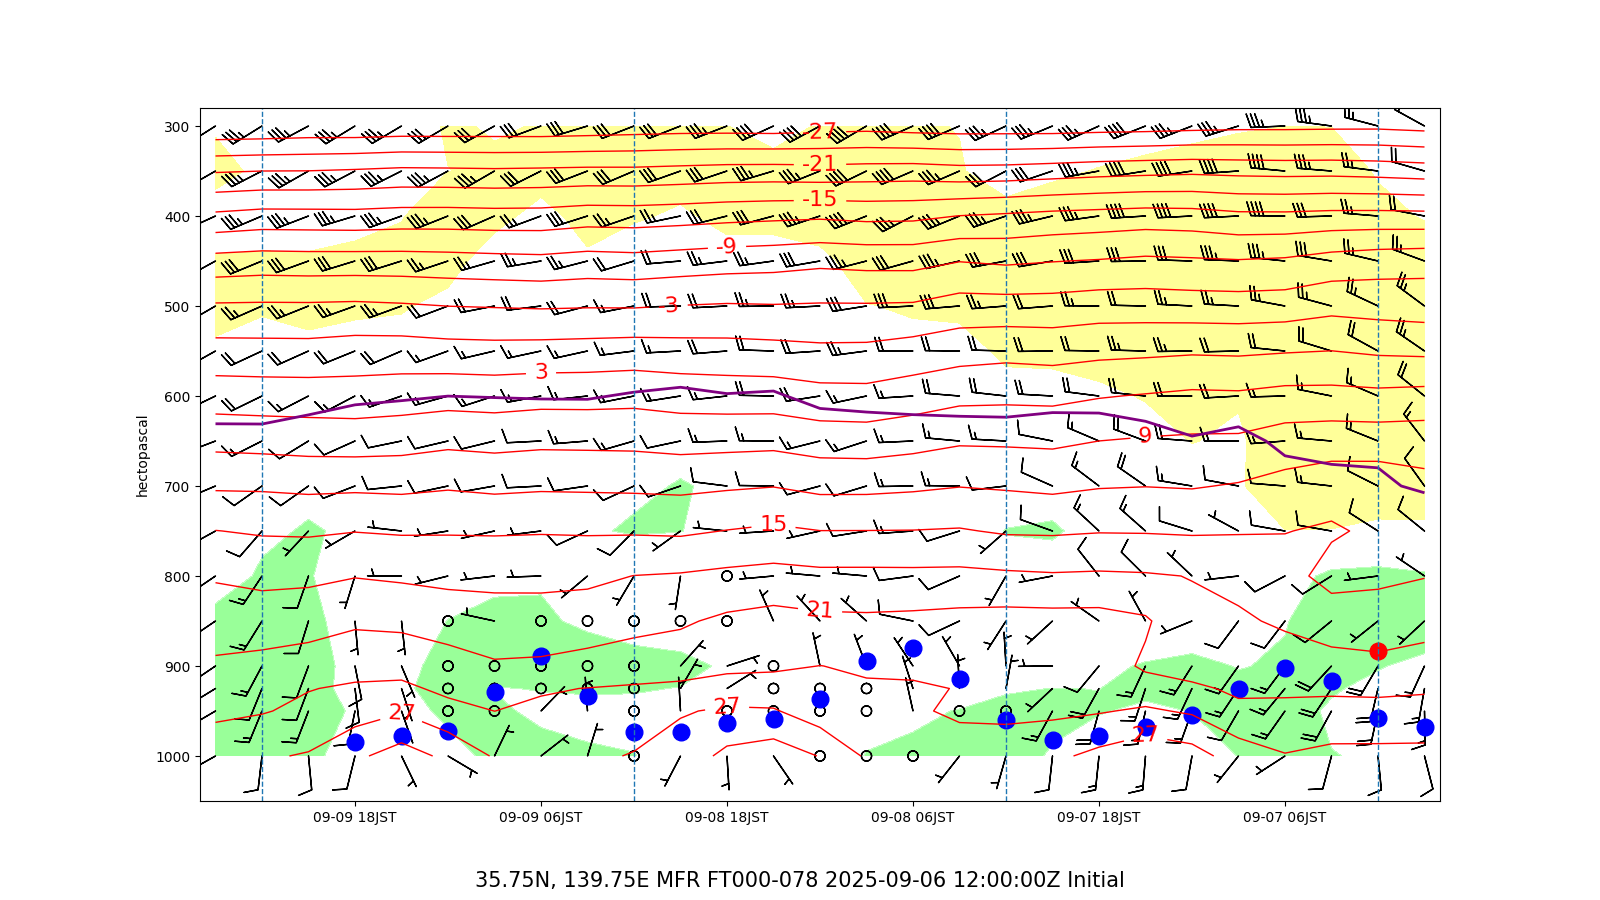 300
400
500
600
700
800
900
1000
hectopascal
-27
-21
-15
-9
3
3
9
15
21
27
27
27
09-09 18JST
09-09 06JST
09-08 18JST
09-08 06JST
09-07 18JST
09-07 06JST
35.75N, 139.75E MFR FT000-078 2025-09-06 12:00:00Z Initial